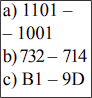 a) 1101 –
– 1001
b) 732 – 714
c) B1 – 9D